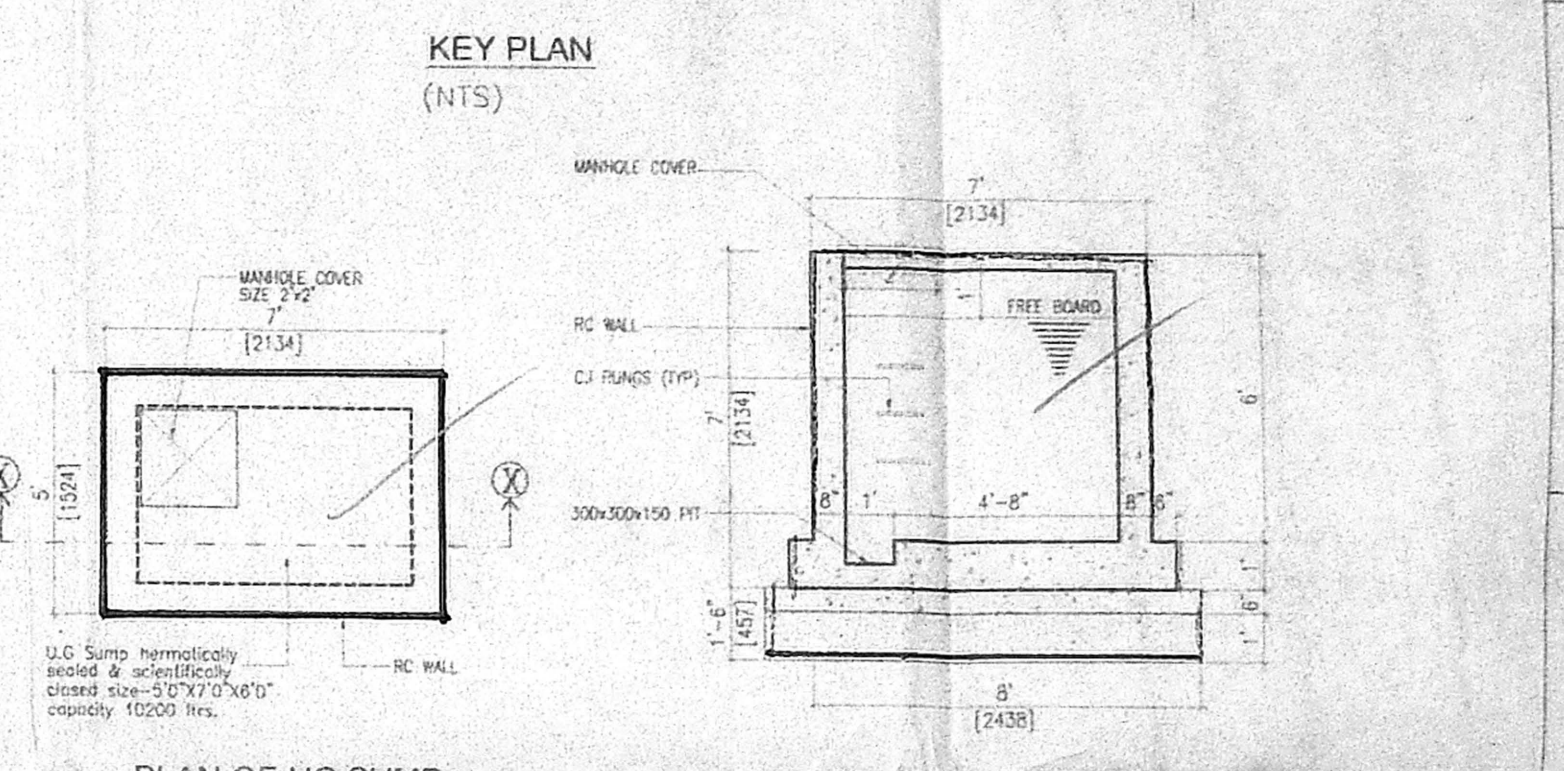 KEY PLAN
(NTS)
MANHOLE COVER
SIZE 2'x2'
7'
[2134]
5'
[1524]
X
X
U.G Sump hermatically
sealed & scientifically
closed size-5'0"X7'0"X6'0"
capacity 10200 ltrs.
RC WALL
MANHOLE COVER
7'
[2134]
RC WALL
C.I RUNGS (TYP)
300x300x150 PIT
7'
[2134]
FREE BOARD
6'
8"
1'
4'-8"
8"
6"
1'
6"
1'
1'-6"
[457]
8'
[2438]